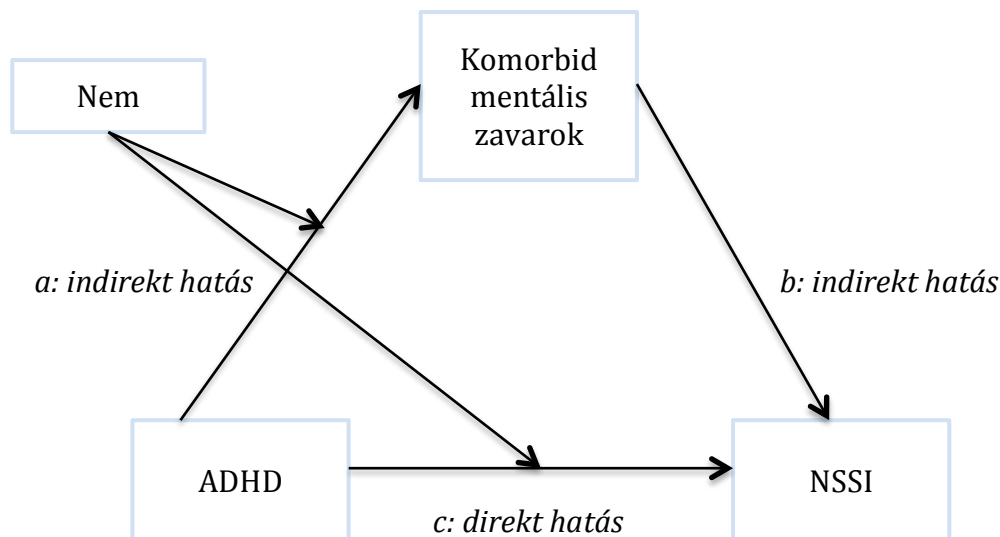 Komorbid
mentális
zavarok
Nem
a: indirekt hatás
b: indirekt hatás
ADHD
NSSI
c: direkt hatás